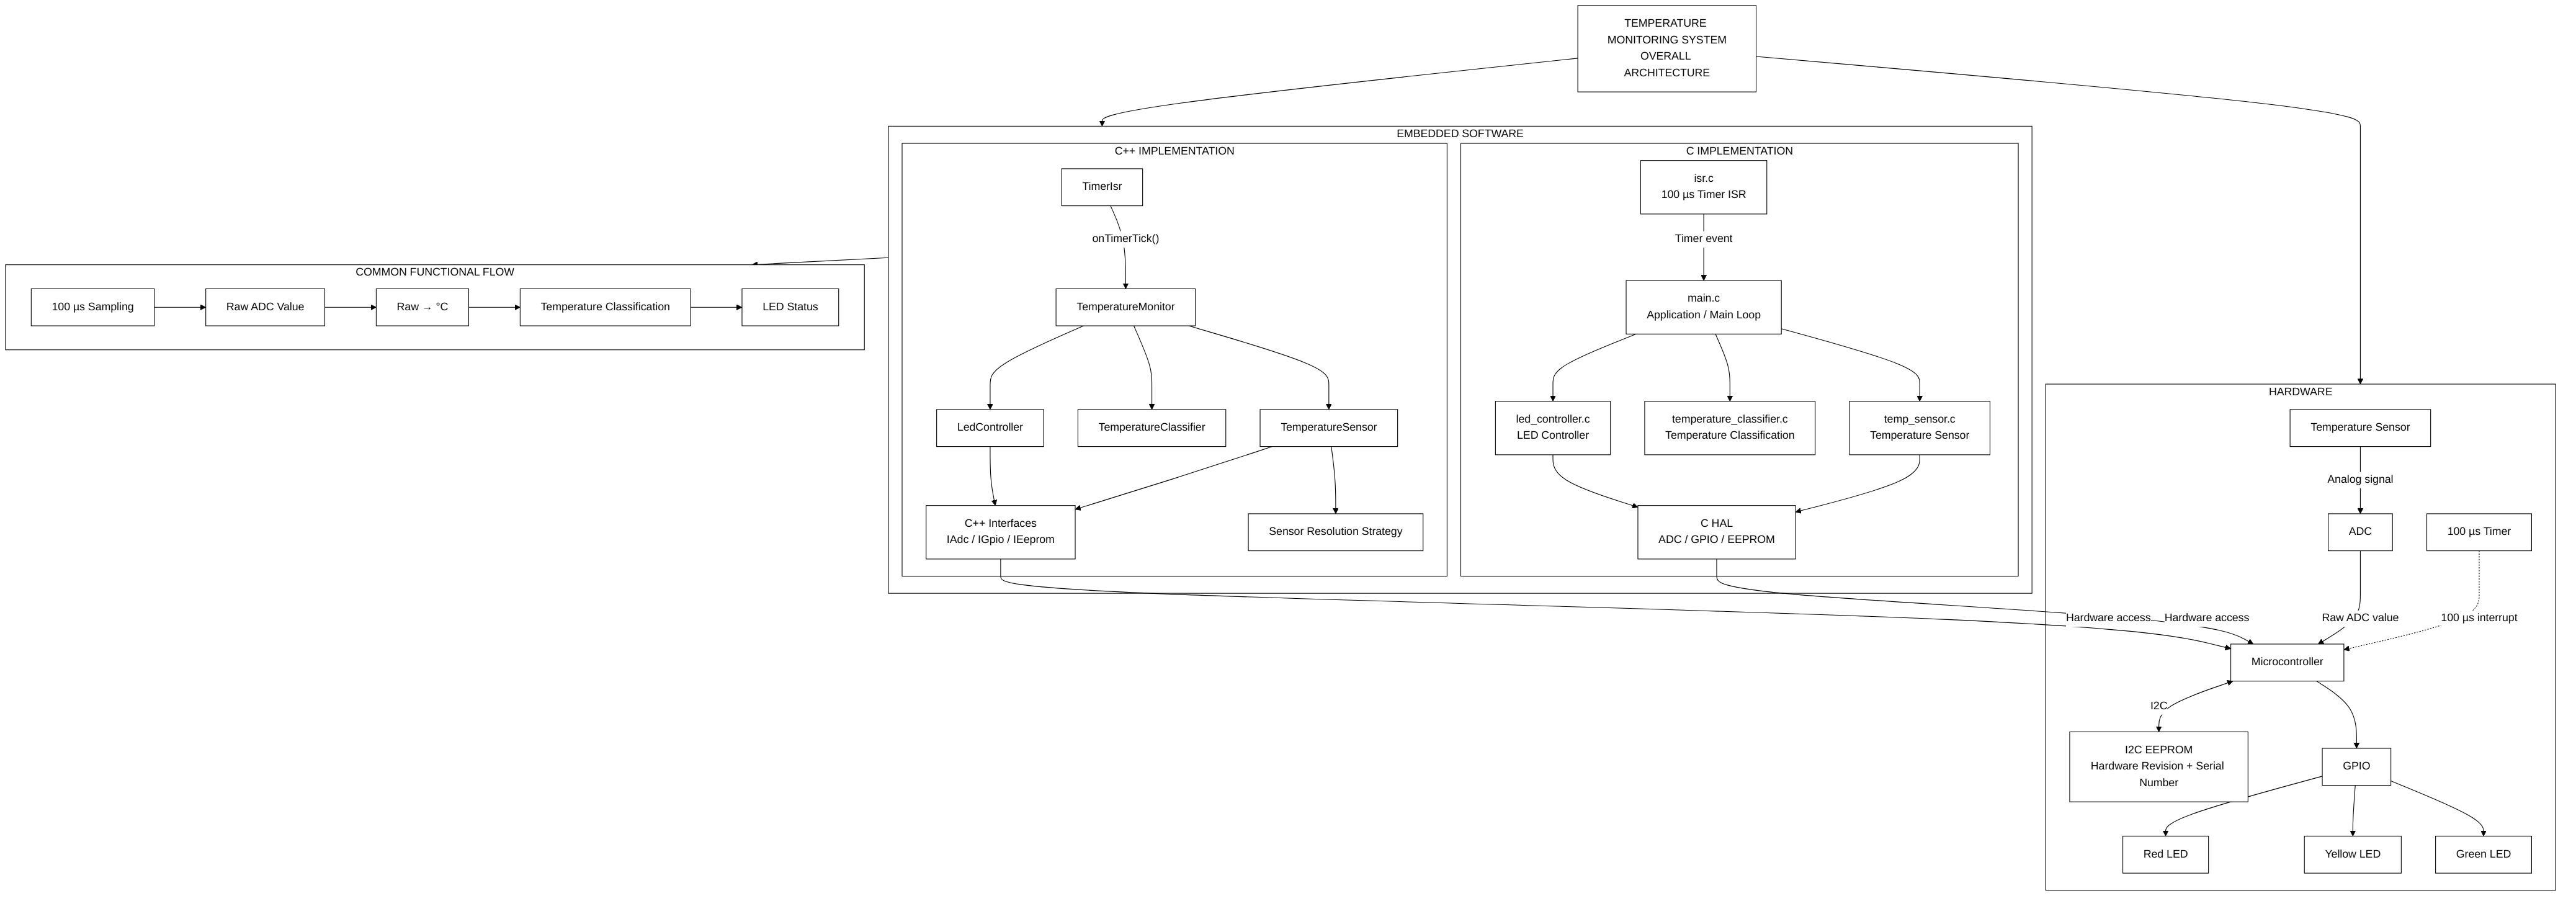 TEMPERATURE
MONITORING SYSTEM
OVERALL
ARCHITECTURE
EMBEDDED SOFTWARE
C++ IMPLEMENTATION
TimerIsr
onTimerTick()
TemperatureMonitor
LedController
TemperatureClassifier
TemperatureSensor
C++ Interfaces
IAdc / IGpio / IEeprom
Sensor Resolution Strategy
C IMPLEMENTATION
isr.c
100 µs Timer ISR
Timer event
main.c
Application / Main Loop
led_controller.c
LED Controller
temperature_classifier.c
Temperature Classification
temp_sensor.c
Temperature Sensor
C HAL
ADC / GPIO / EEPROM
COMMON FUNCTIONAL FLOW
100 µs Sampling
Raw ADC Value
Raw → °C
Temperature Classification
LED Status
HARDWARE
Temperature Sensor
Analog signal
ADC
100 µs Timer
Hardware access
Hardware access
Raw ADC value
100 µs interrupt
Microcontroller
I2C
I2C EEPROM
Hardware Revision + Serial
Number
GPIO
Red LED
Yellow LED
Green LED